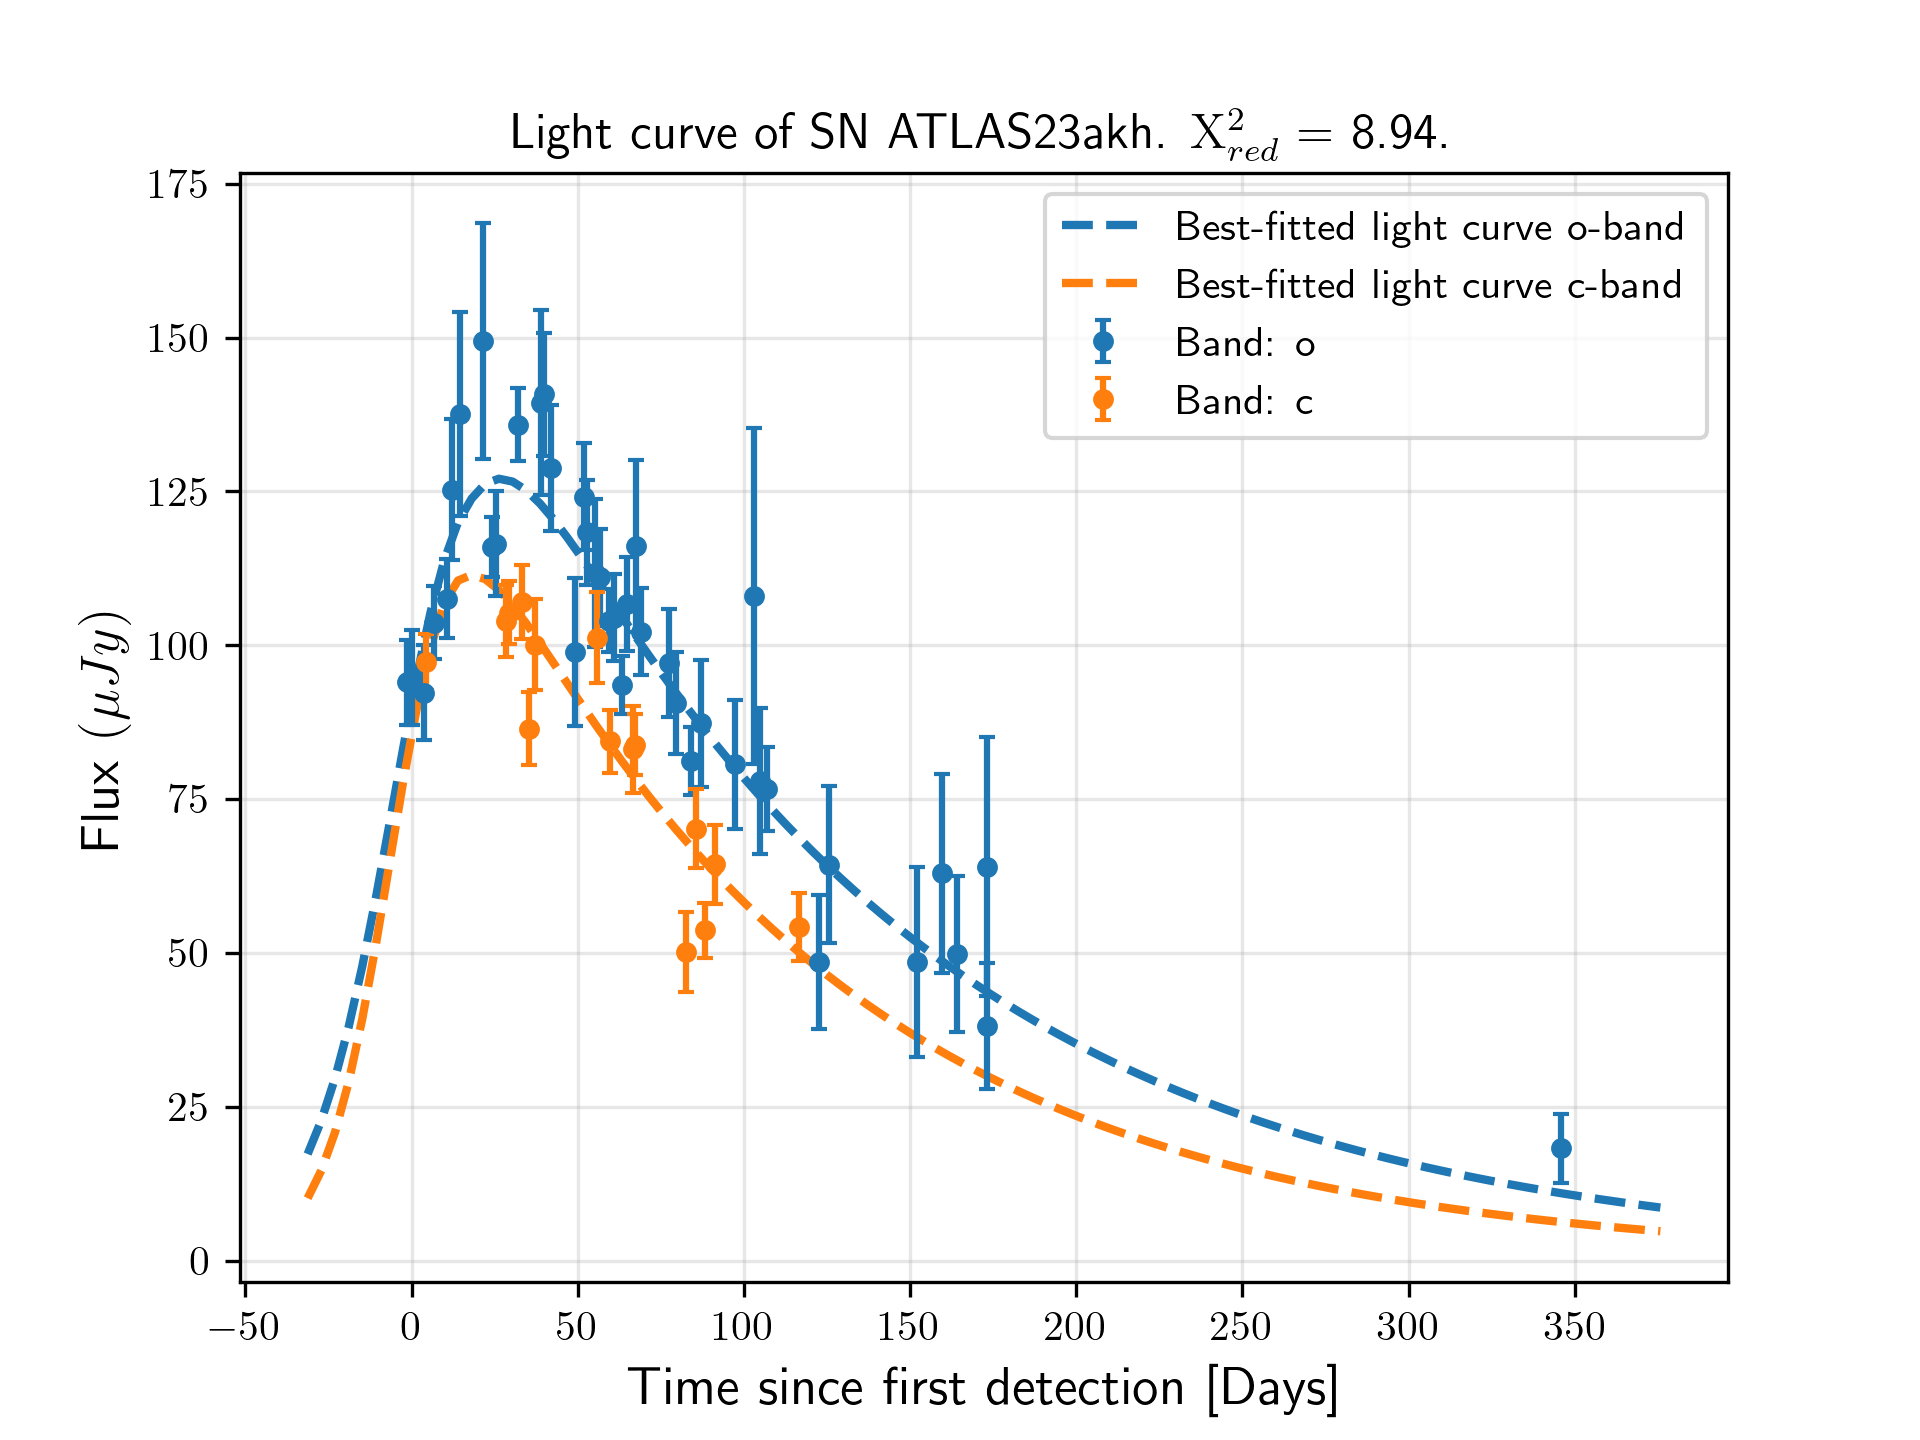 Light curve of SN ATLAS23akh. X²red = 8.94.
175
150
125
100
75
50
25
0
Flux (μJy)
Best-fitted light curve o-band
Best-fitted light curve c-band
Band: o
Band: c
−50 0 50 100 150 200 250 300 350
Time since first detection [Days]